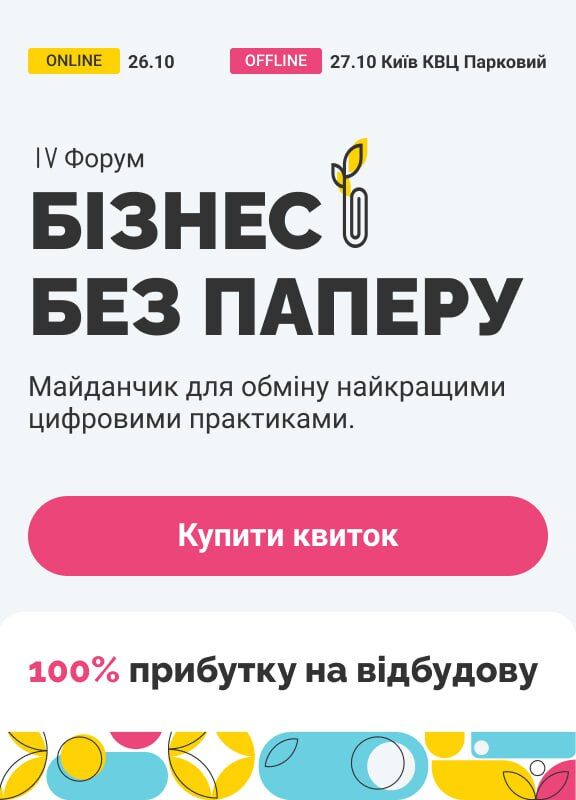 ONLINE 26.10 OFFLINE 27.10 Київ КВЦ Парковий
IV Форум
БІЗНЕС
БЕЗ ПАПЕРУ
Майданчик для обміну найкращими
цифровими практиками.
Купити квиток
100% прибутку на відбудову